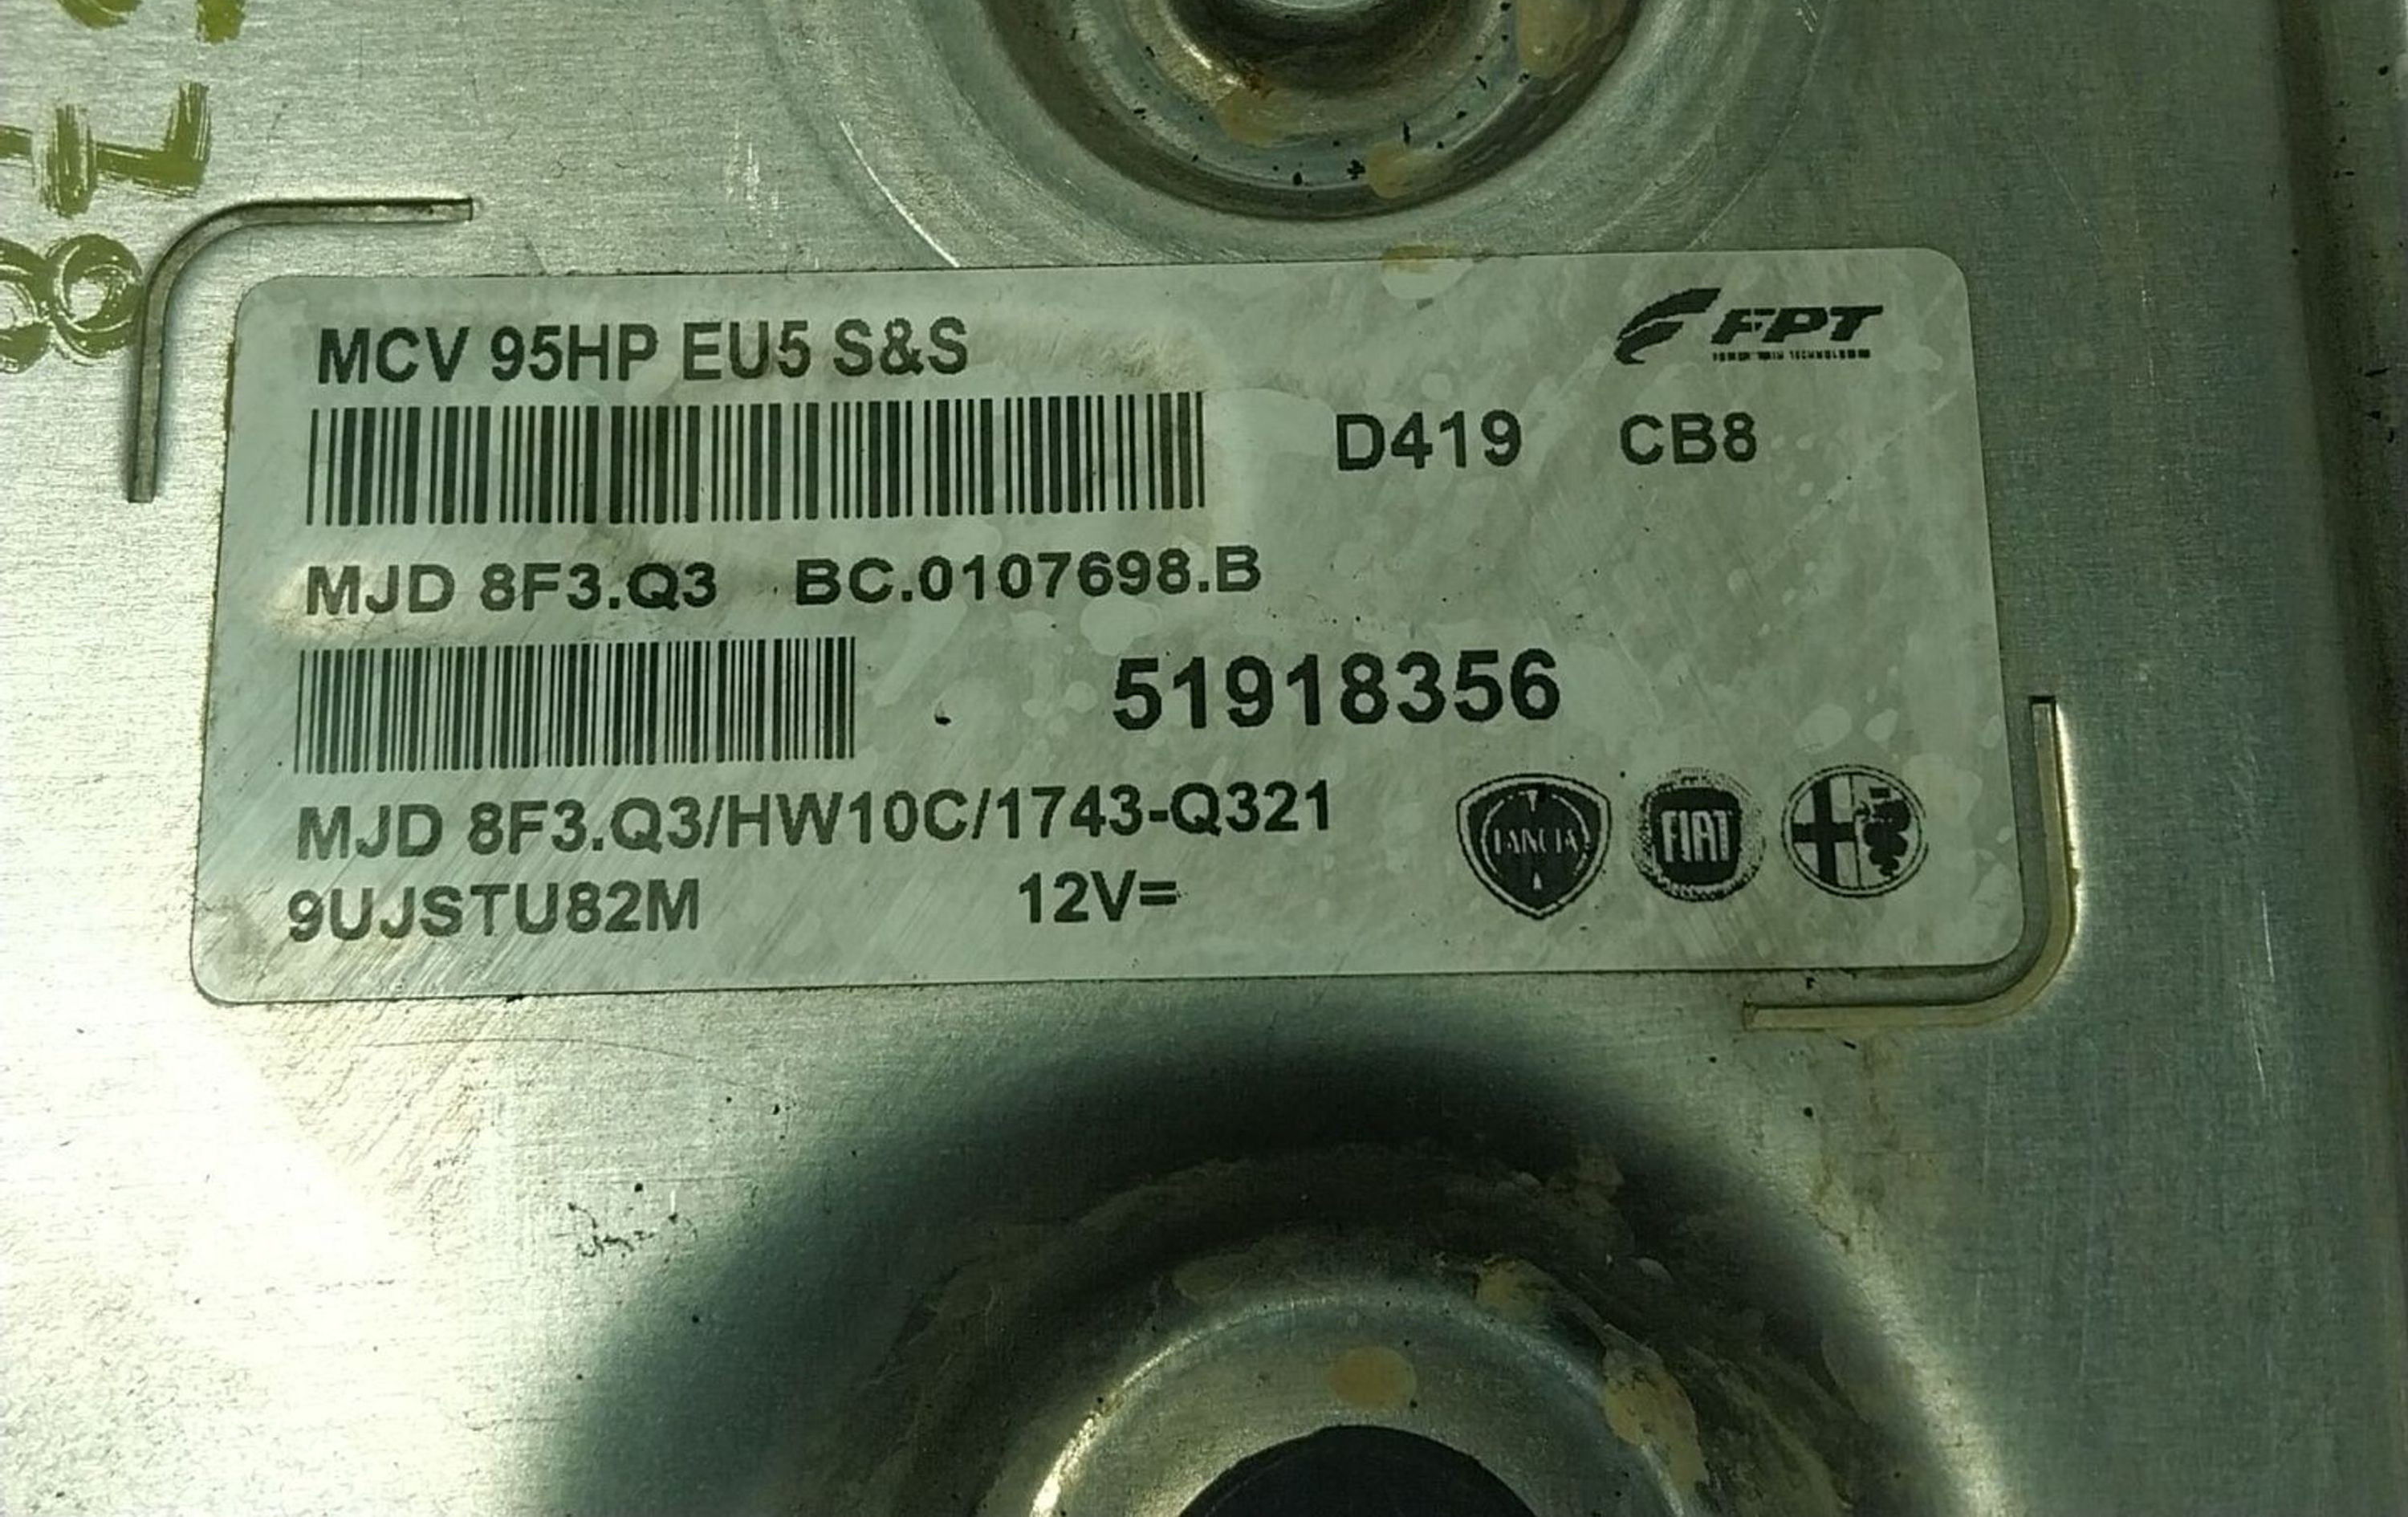 MCV 95HP EU5 S&S
FPT
D419 CB8
MJD 8F3.Q3 BC.0107698.B
51918356
MJD 8F3.Q3/HW10C/1743-Q321
9UJSTU82M 12V=
LANCIA FIAT